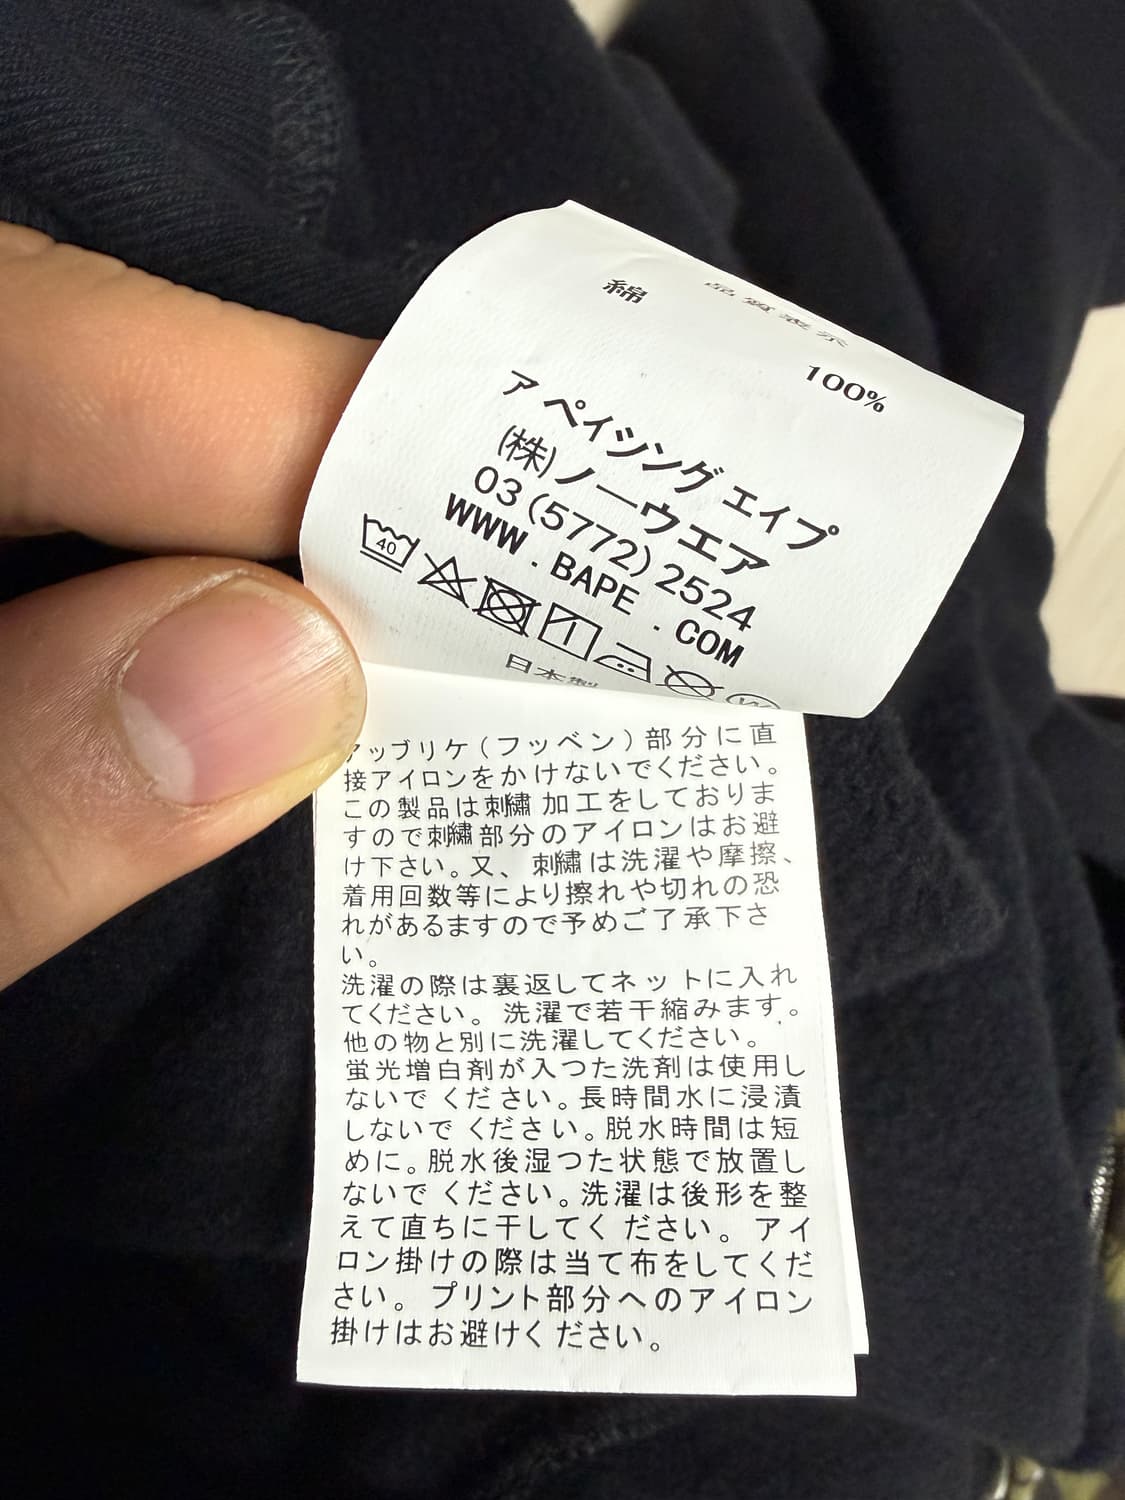 品質表示
綿 100%
ア ベイシング エイプ
(株)ノーウエア
03(5772)2524
WWW.BAPE.COM
40
日本製
アップリケ(フッベン)部分に直
接アイロンをかけないでください。
この製品は刺繍加工をしておりま
すので刺繍部分のアイロンはお避
け下さい。又、刺繍は洗濯や摩擦、
着用回数等により擦れや切れの恐
れがあるますので予めご了承下さ
い。
洗濯の際は裏返してネットに入れ
てください。洗濯で若干縮みます。
他の物と別に洗濯してください。
蛍光増白剤が入つた洗剤は使用し
ないでください。長時間水に浸漬
しないでください。脱水時間は短
めに。脱水後湿つた状態で放置し
ないでください。洗濯は後形を整
えて直ちに干してください。アイ
ロン掛けの際は当て布をしてくだ
さい。プリント部分へのアイロン
掛けはお避けください。